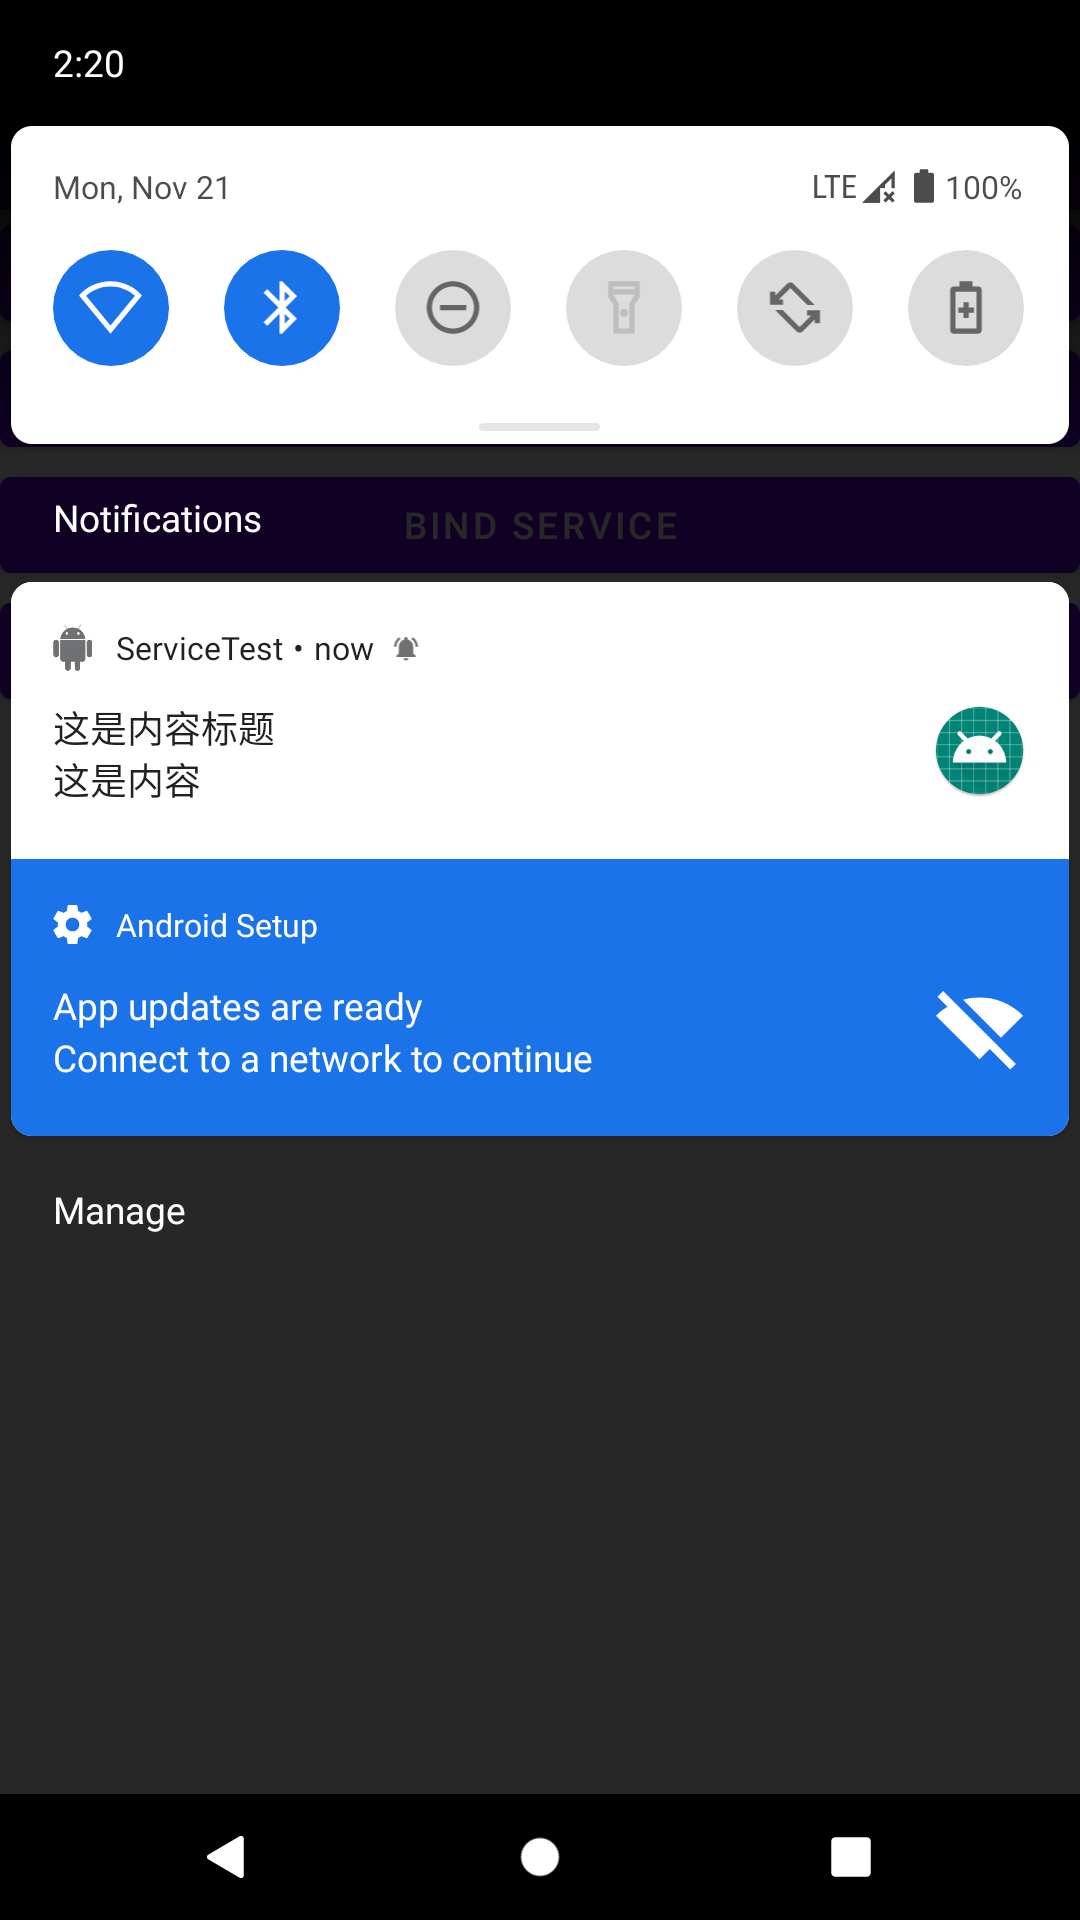 2:20
Mon, Nov 21
LTE 100%
Notifications
BIND SERVICE
ServiceTest • now
这是内容标题
这是内容
Android Setup
App updates are ready
Connect to a network to continue
Manage